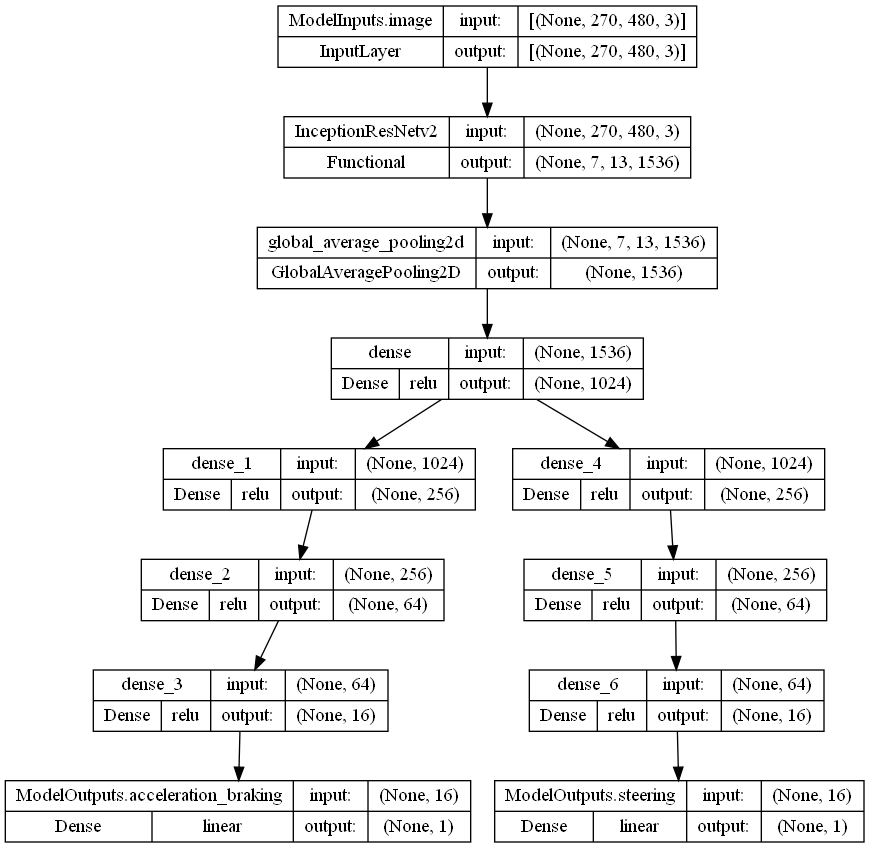 ModelInputs.image input: [(None, 270, 480, 3)]
InputLayer output: [(None, 270, 480, 3)]
InceptionResNetv2 input: (None, 270, 480, 3)
Functional output: (None, 7, 13, 1536)
global_average_pooling2d input: (None, 7, 13, 1536)
GlobalAveragePooling2D output: (None, 1536)
dense input: (None, 1536)
Dense relu output: (None, 1024)
dense_1 input: (None, 1024)
Dense relu output: (None, 256)
dense_4 input: (None, 1024)
Dense relu output: (None, 256)
dense_2 input: (None, 256)
Dense relu output: (None, 64)
dense_5 input: (None, 256)
Dense relu output: (None, 64)
dense_3 input: (None, 64)
Dense relu output: (None, 16)
dense_6 input: (None, 64)
Dense relu output: (None, 16)
ModelOutputs.acceleration_braking input: (None, 16)
Dense linear output: (None, 1)
ModelOutputs.steering input: (None, 16)
Dense linear output: (None, 1)